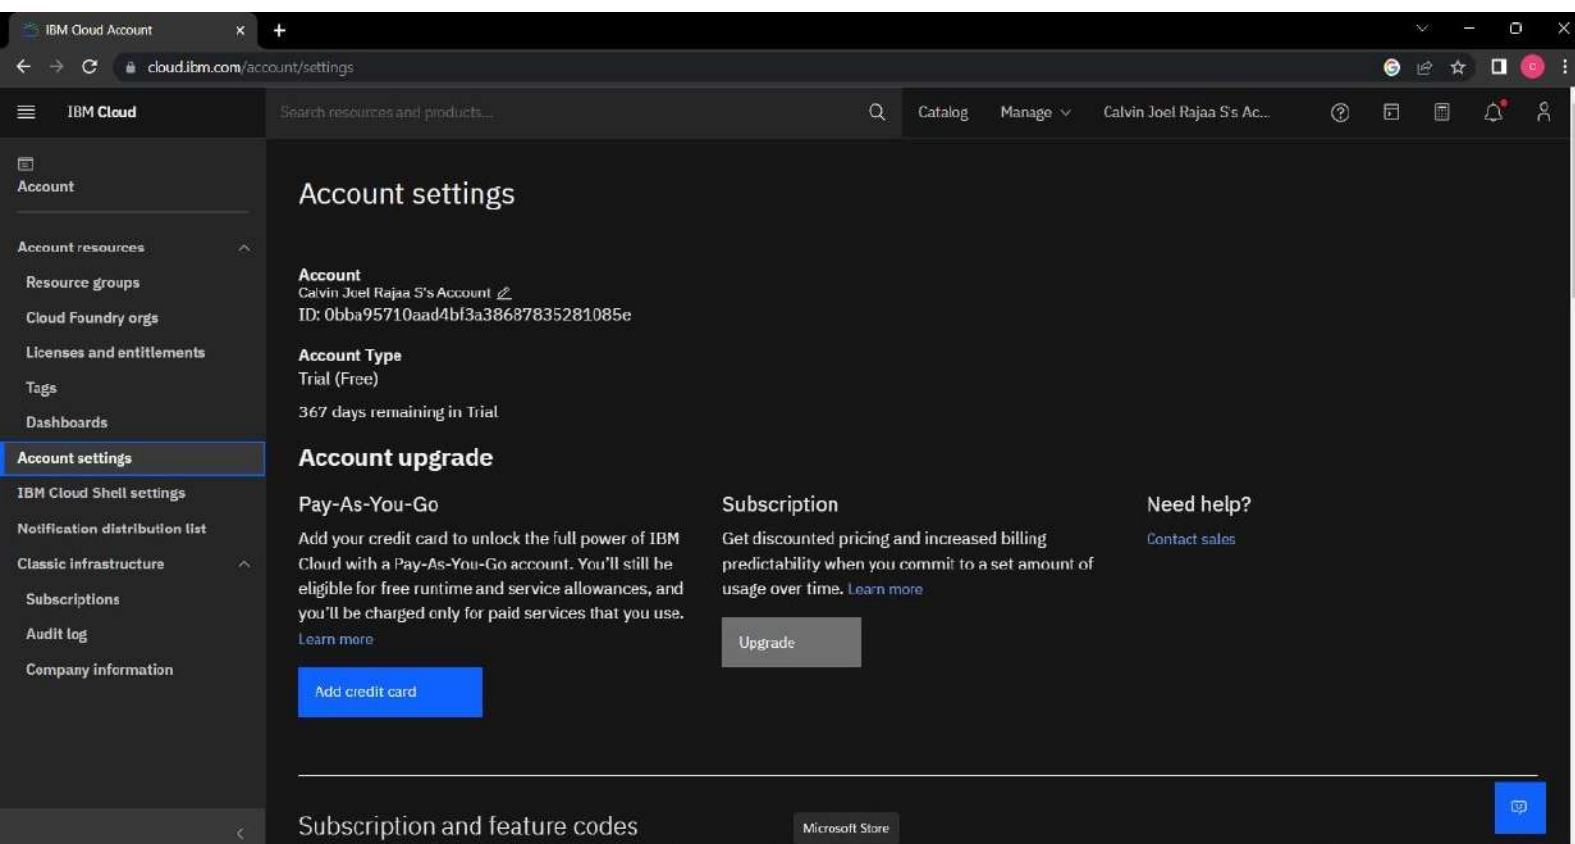 IBM Cloud Account
cloud.ibm.com/account/settings
C
IBM Cloud
Search resources and products...
Catalog
Manage
Calvin Joel Rajaa S's Ac...
Account
Account resources
Resource groups
Cloud Foundry orgs
Licenses and entitlements
Tags
Dashboards
Account settings
IBM Cloud Shell settings
Notification distribution list
Classic infrastructure
Subscriptions
Audit log
Company information
Account settings
Account
Calvin Joel Rajaa S's Account
ID: 0bba95710aad4bf3a38687835281085e
Account Type
Trial (Free)
367 days remaining in Trial
Account upgrade
Pay-As-You-Go
Add your credit card to unlock the full power of IBM
Cloud with a Pay-As-You-Go account. You'll still be
eligible for free runtime and service allowances, and
you'll be charged only for paid services that you use.
Learn more
Add credit card
Subscription
Get discounted pricing and increased billing
predictability when you commit to a set amount of
usage over time. Learn more
Upgrade
Need help?
Contact sales
Subscription and feature codes
Microsoft Store